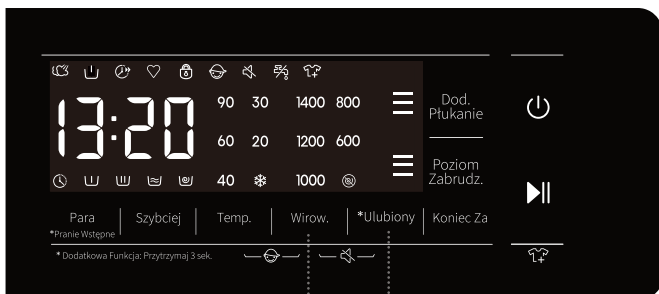 13:20
90 30 1400 800
60 20 1200 600
40 1000
Dod.
Płukanie
Poziom
Zabrudz.
Para
*Pranie Wstępne
Szybciej
Temp.
Wirow.
*Ulubiony
Koniec Za
* Dodatkowa Funkcja: Przytrzymaj 3 sek.